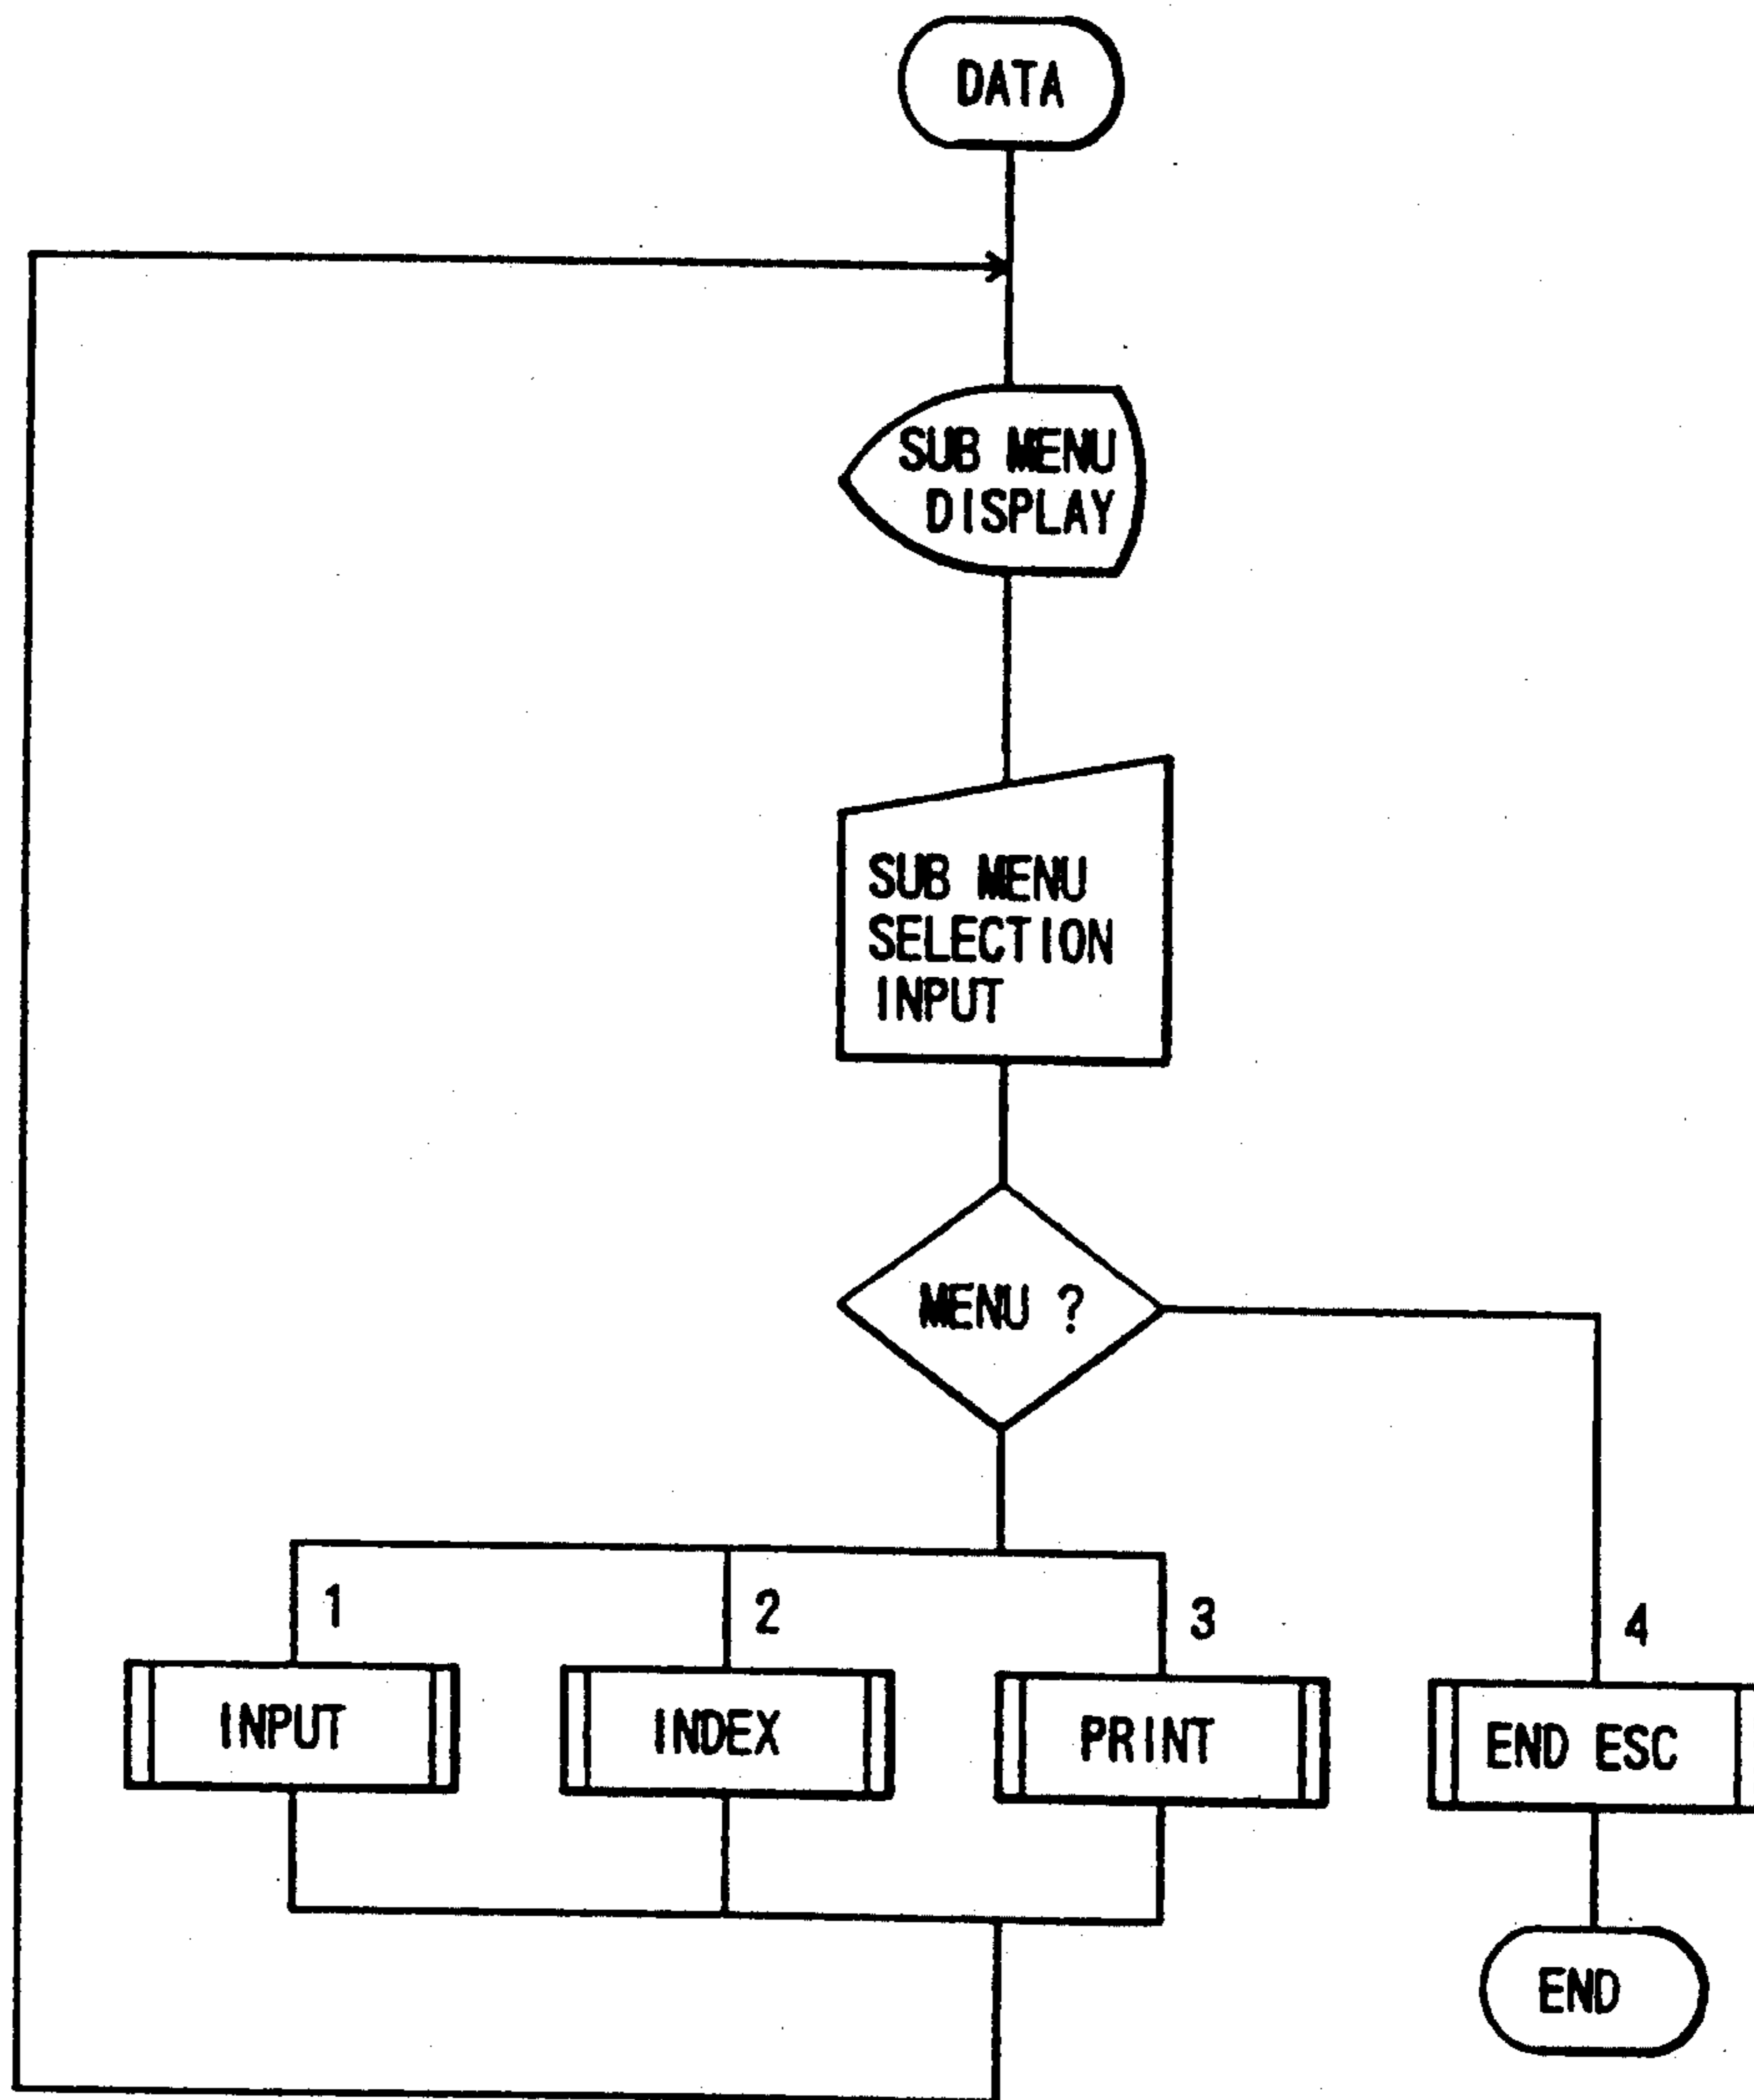 DATA
SUB MENU
DISPLAY
SUB MENU
SELECTION
INPUT
MENU ?
1
2
3
4
INPUT
INDEX
PRINT
END ESC
END